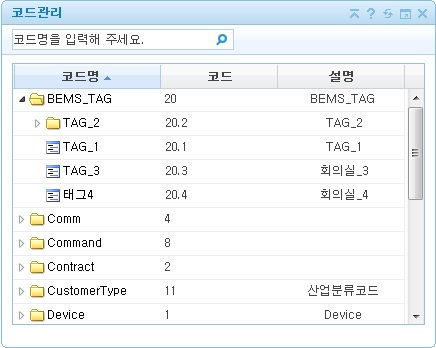 코드관리
코드명을 입력해 주세요.
코드명 코드 설명
BEMS_TAG 20 BEMS_TAG
TAG_2 20.2 TAG_2
TAG_1 20.1 TAG_1
TAG_3 20.3 회의실_3
태그4 20.4 회의실_4
Comm 4
Command 8
Contract 2
CustomerType 11 산업분류코드
Device 1 Device